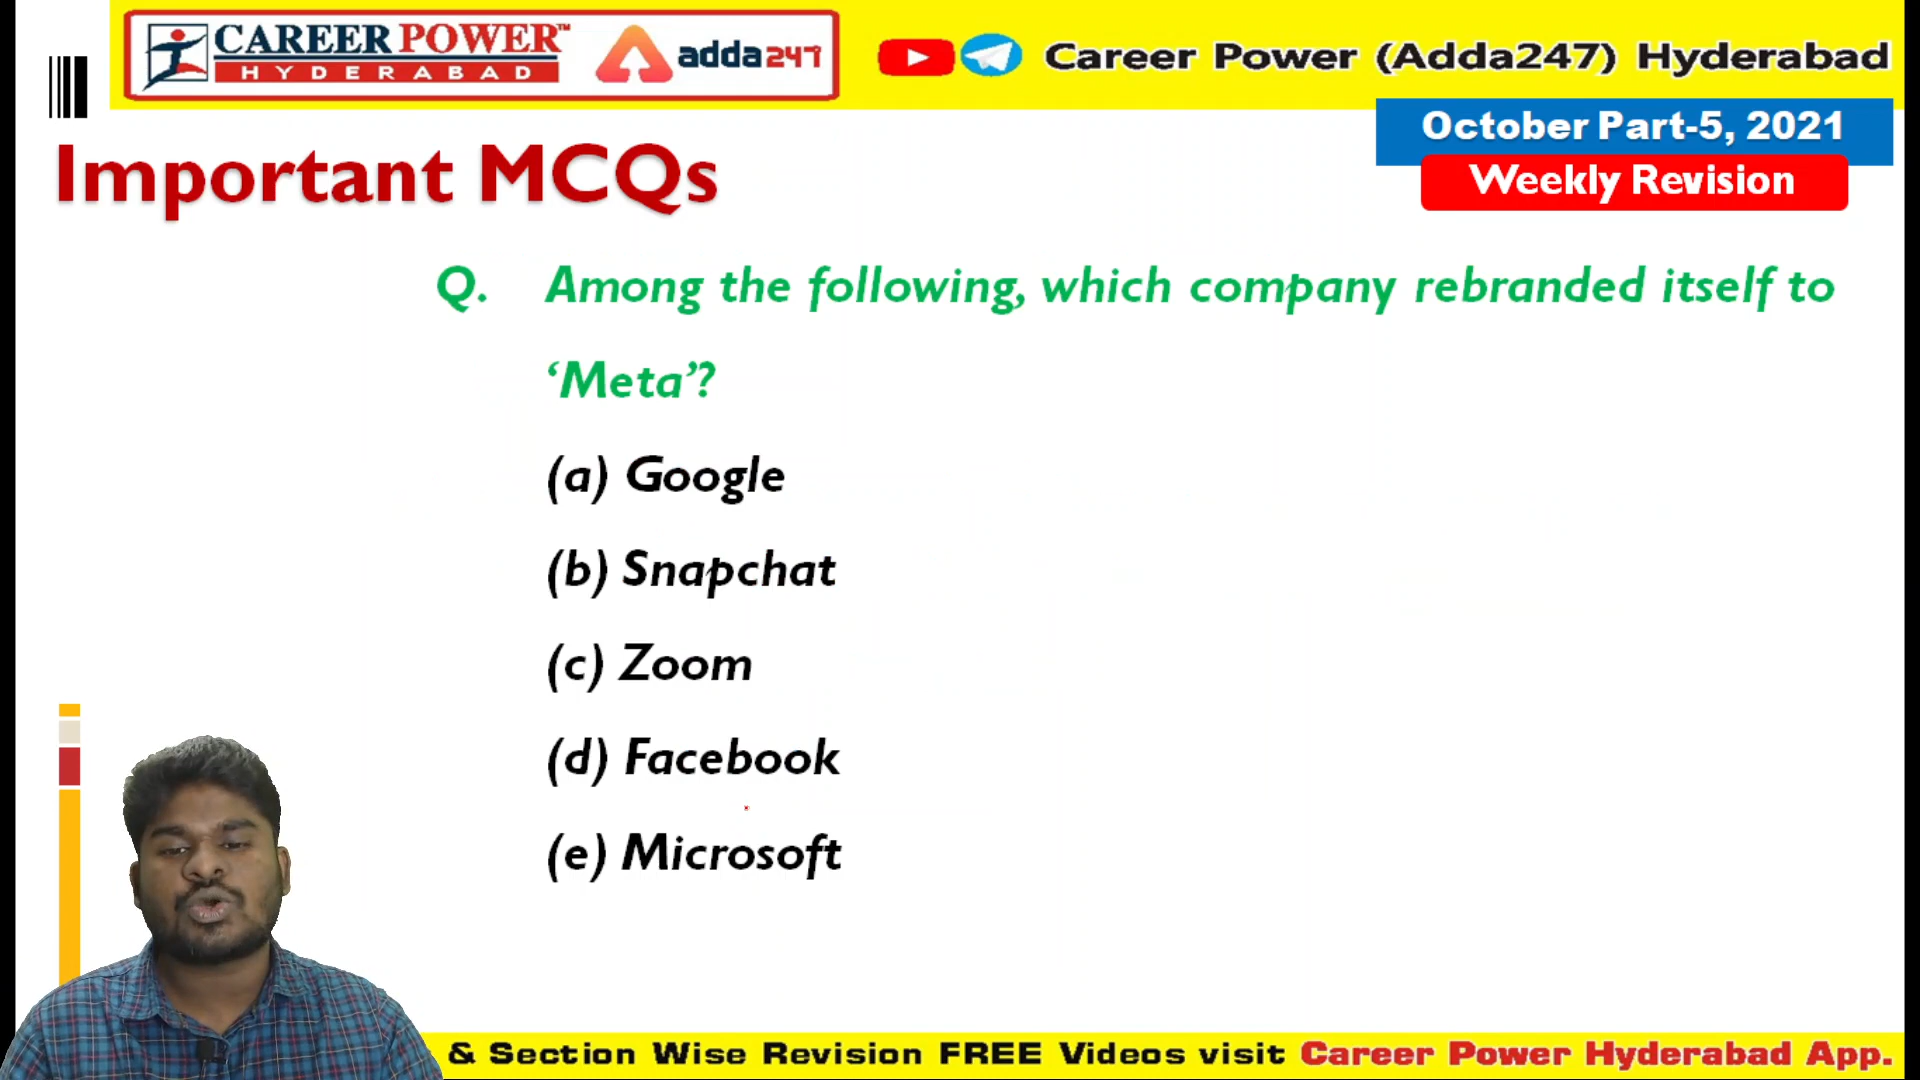 CAREER POWER™
HYDERABAD
adda247
Career Power (Adda247) Hyderabad
October Part-5, 2021
Weekly Revision
Important MCQs
Q. Among the following, which company rebranded itself to
‘Meta’?
(a) Google
(b) Snapchat
(c) Zoom
(d) Facebook
(e) Microsoft
& Section Wise Revision FREE Videos visit Career Power Hyderabad App.